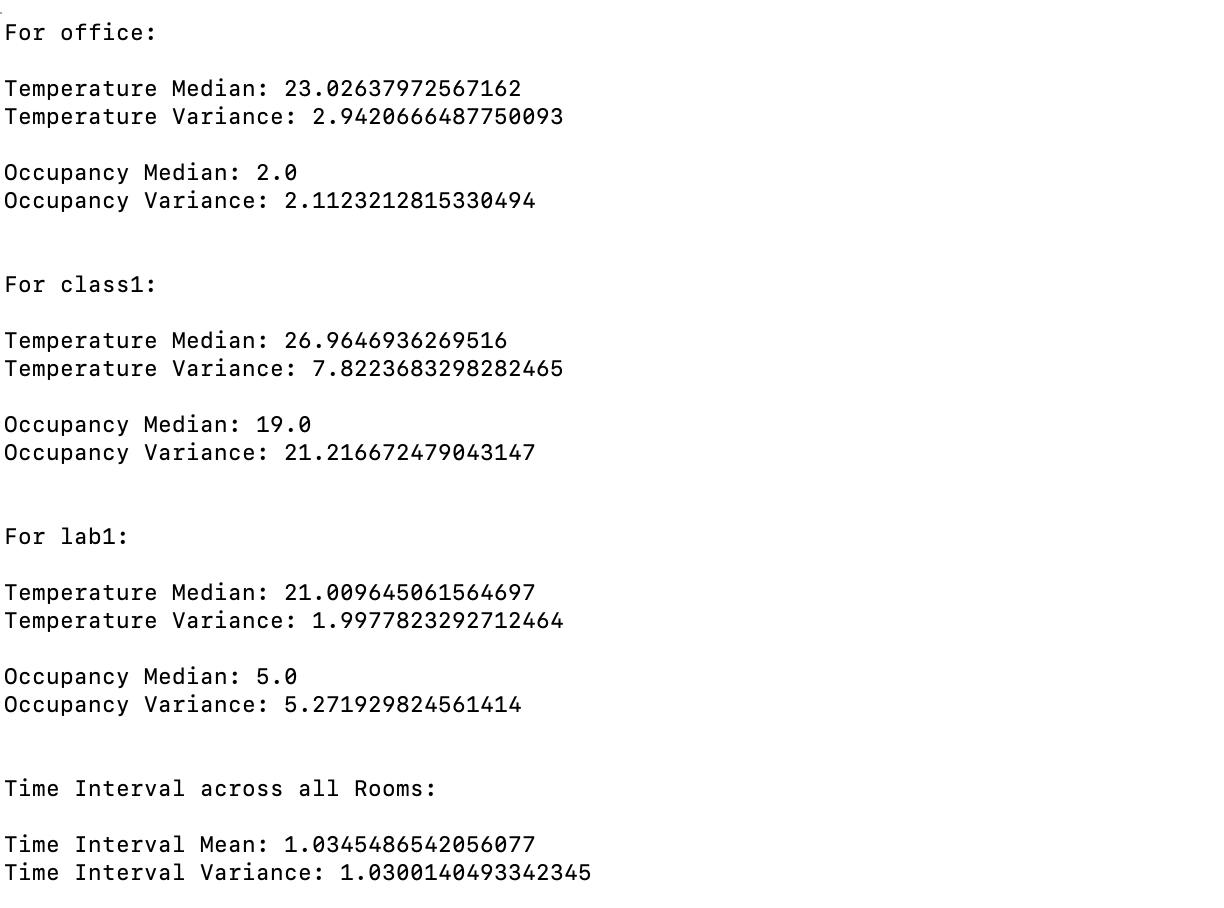 For office:
Temperature Median: 23.02637972567162
Temperature Variance: 2.9420666487750093
Occupancy Median: 2.0
Occupancy Variance: 2.1123212815330494
For class1:
Temperature Median: 26.9646936269516
Temperature Variance: 7.8223683298282465
Occupancy Median: 19.0
Occupancy Variance: 21.216672479043147
For lab1:
Temperature Median: 21.009645061564697
Temperature Variance: 1.9977823292712464
Occupancy Median: 5.0
Occupancy Variance: 5.271929824561414
Time Interval across all Rooms:
Time Interval Mean: 1.0345486542056077
Time Interval Variance: 1.0300140493342345